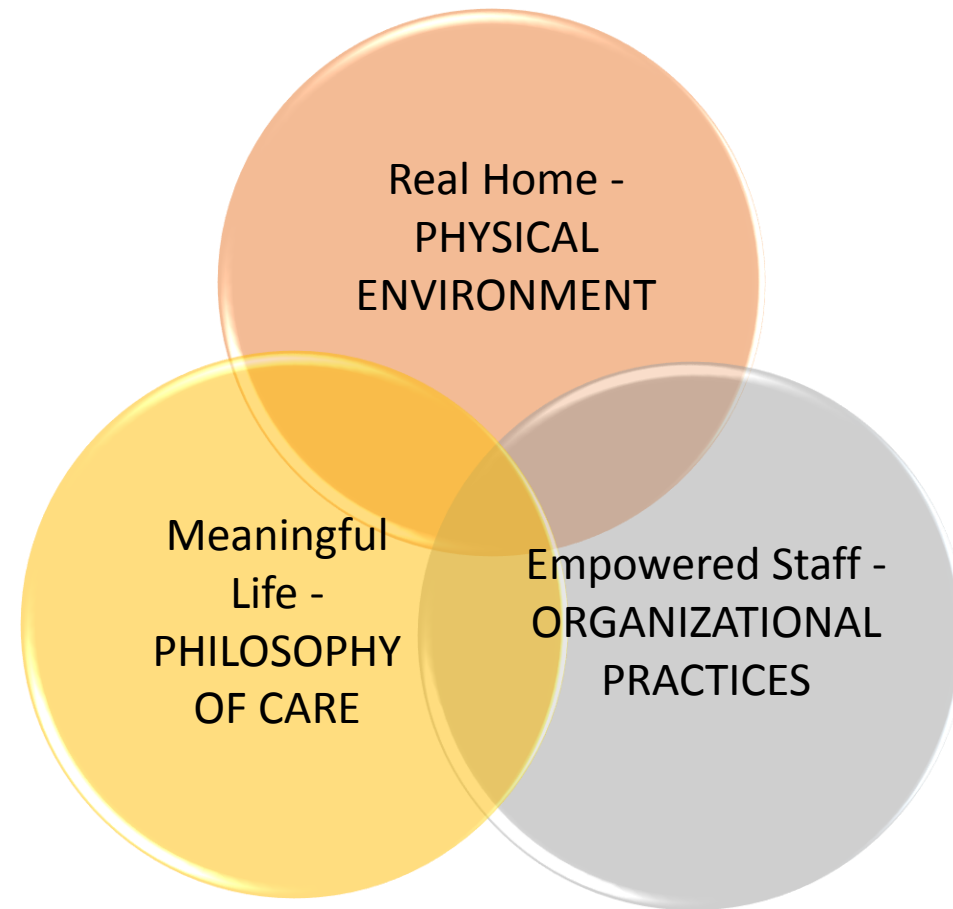 Real Home -
PHYSICAL
ENVIRONMENT
Meaningful
Life -
PHILOSOPHY
OF CARE
Empowered Staff -
ORGANIZATIONAL
PRACTICES